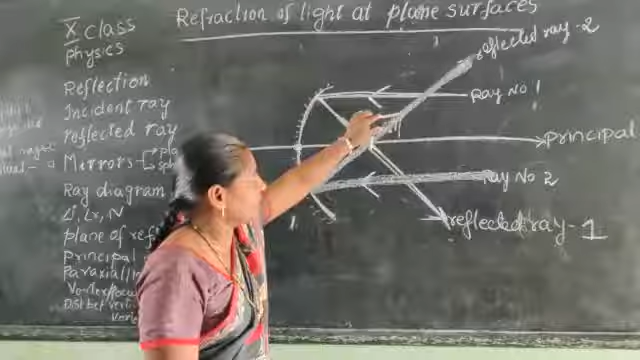 Refraction of light at plane surfaces
X class
physics
Reflection
Incident ray
reflected ray
Mirrors
Ray diagram
∠i, ∠r, N
plane of
Principal
Paraxial
reflected ray-2
Ray No 1
principal
Ray No 2
reflected ray-1